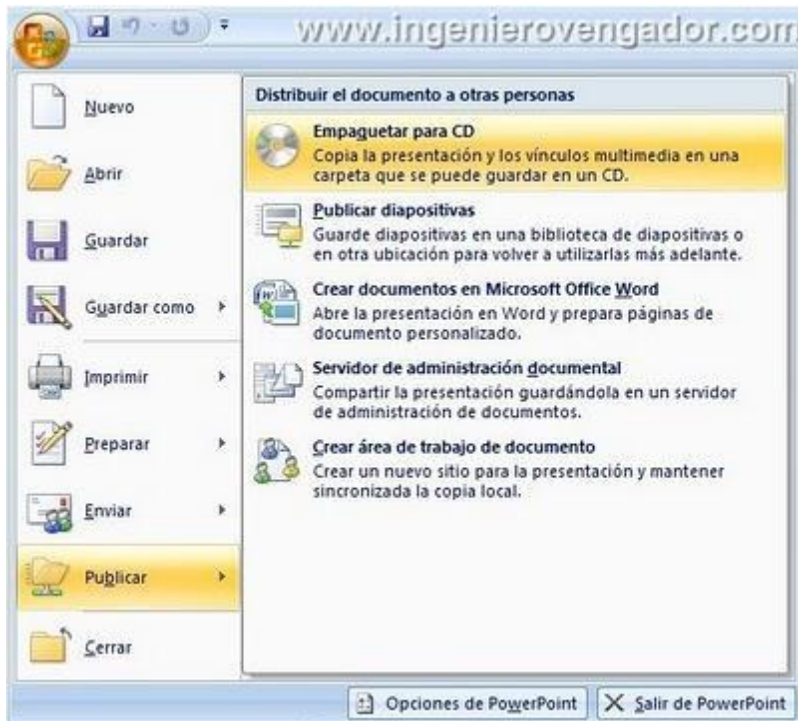 www.ingenierovengador.com
Nuevo
Abrir
Guardar
Guardar como
Imprimir
Preparar
Enviar
Publicar
Cerrar
Distribuir el documento a otras personas
Empaquetar para CD
Copia la presentación y los vínculos multimedia en una
carpeta que se puede guardar en un CD.
Publicar diapositivas
Guarde diapositivas en una biblioteca de diapositivas o
en otra ubicación para volver a utilizarlas más adelante.
Crear documentos en Microsoft Office Word
Abre la presentación en Word y prepara páginas de
documento personalizado.
Servidor de administración documental
Compartir la presentación guardándola en un servidor
de administración de documentos.
Crear área de trabajo de documento
Crear un nuevo sitio para la presentación y mantener
sincronizada la copia local.
Opciones de PowerPoint
Salir de PowerPoint